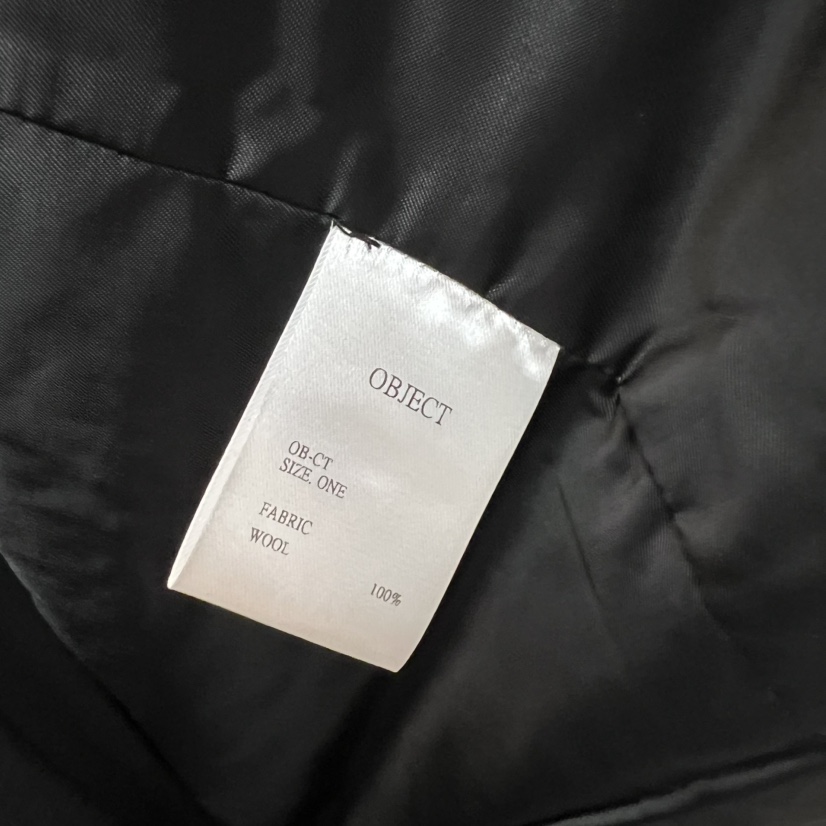 OBJECT
OB-CT
SIZE. ONE
FABRIC
WOOL
100%